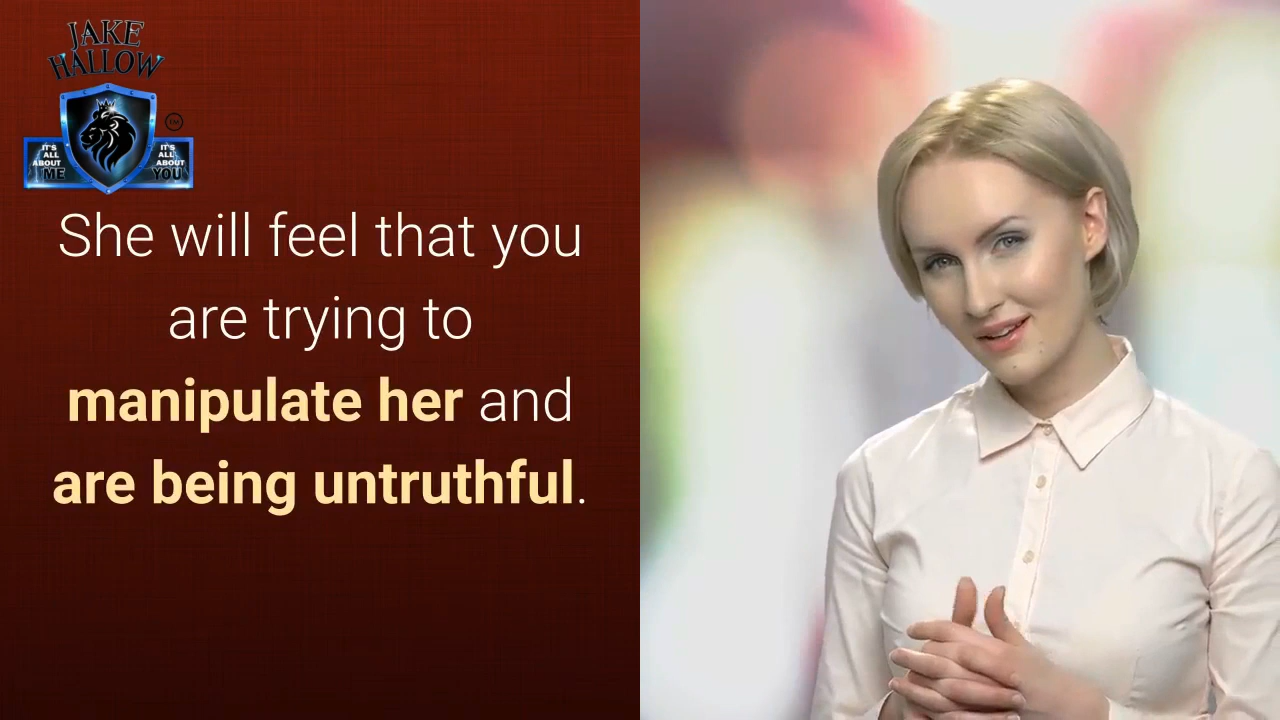 JAKE
HALLOW
IT'S
ALL
ABOUT
ME
IT'S
ALL
ABOUT
YOU
She will feel that you
are trying to
manipulate her and
are being untruthful.